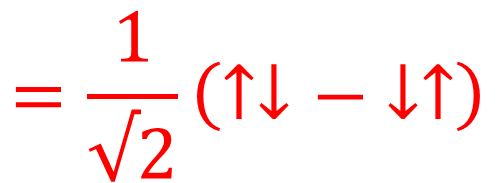 = 1/√2 (↑↓ − ↓↑)